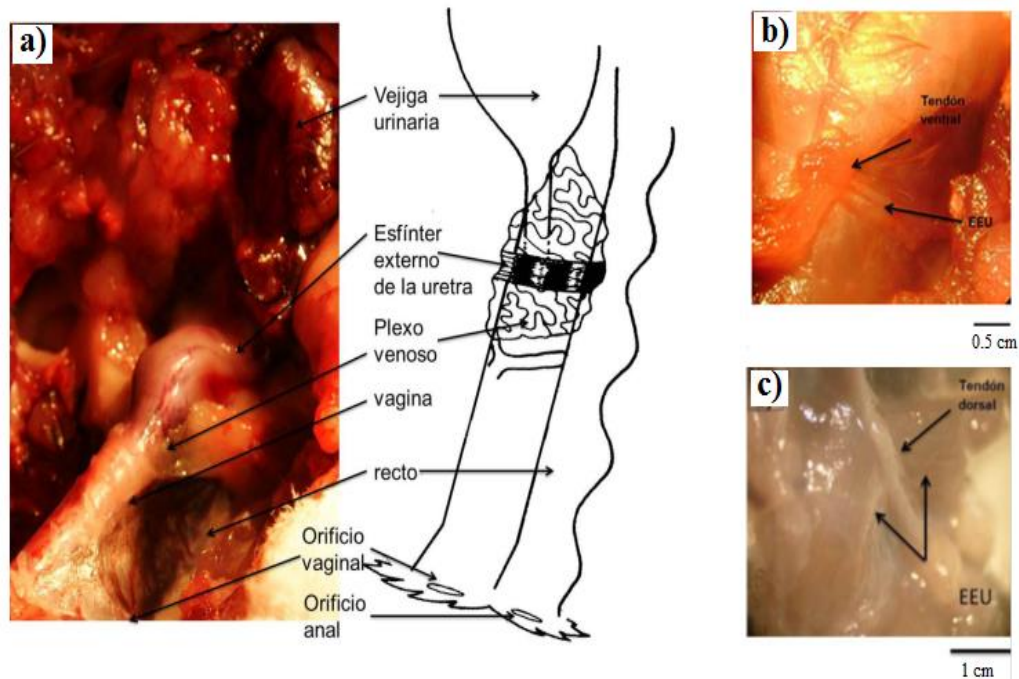 a)
Vejiga
urinaria
Esfínter
externo
de la uretra
Plexo
venoso
vagina
recto
Orificio
vaginal
Orificio
anal
b)
Tendón
ventral
EEU
0.5 cm
c)
Tendón
dorsal
EEU
1 cm